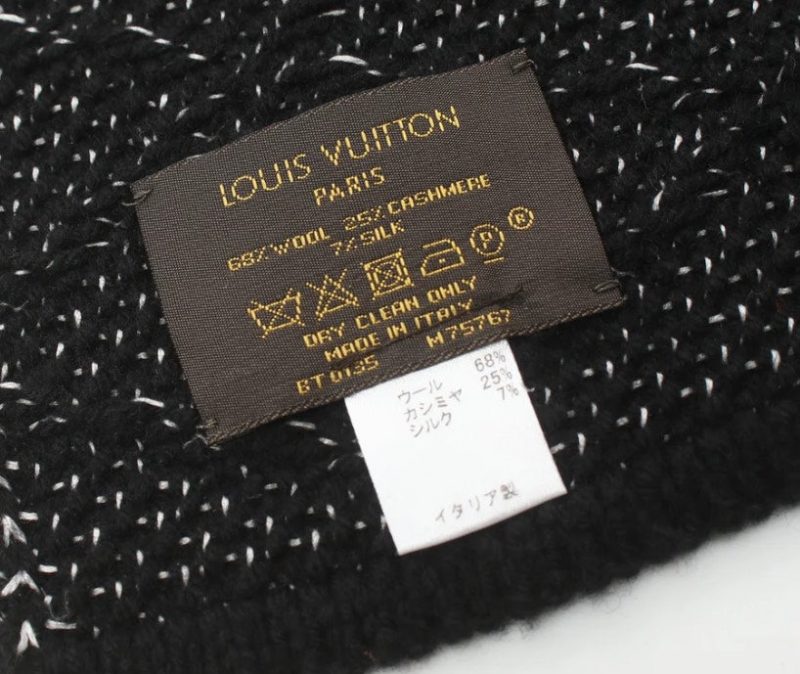 LOUIS VUITTON
PARIS
68% WOOL 25% CASHMERE
7% SILK
P ®
DRY CLEAN ONLY
MADE IN ITALY
BT0135 M75767
ウール 68%
カシミヤ 25%
シルク 7%
イタリア製